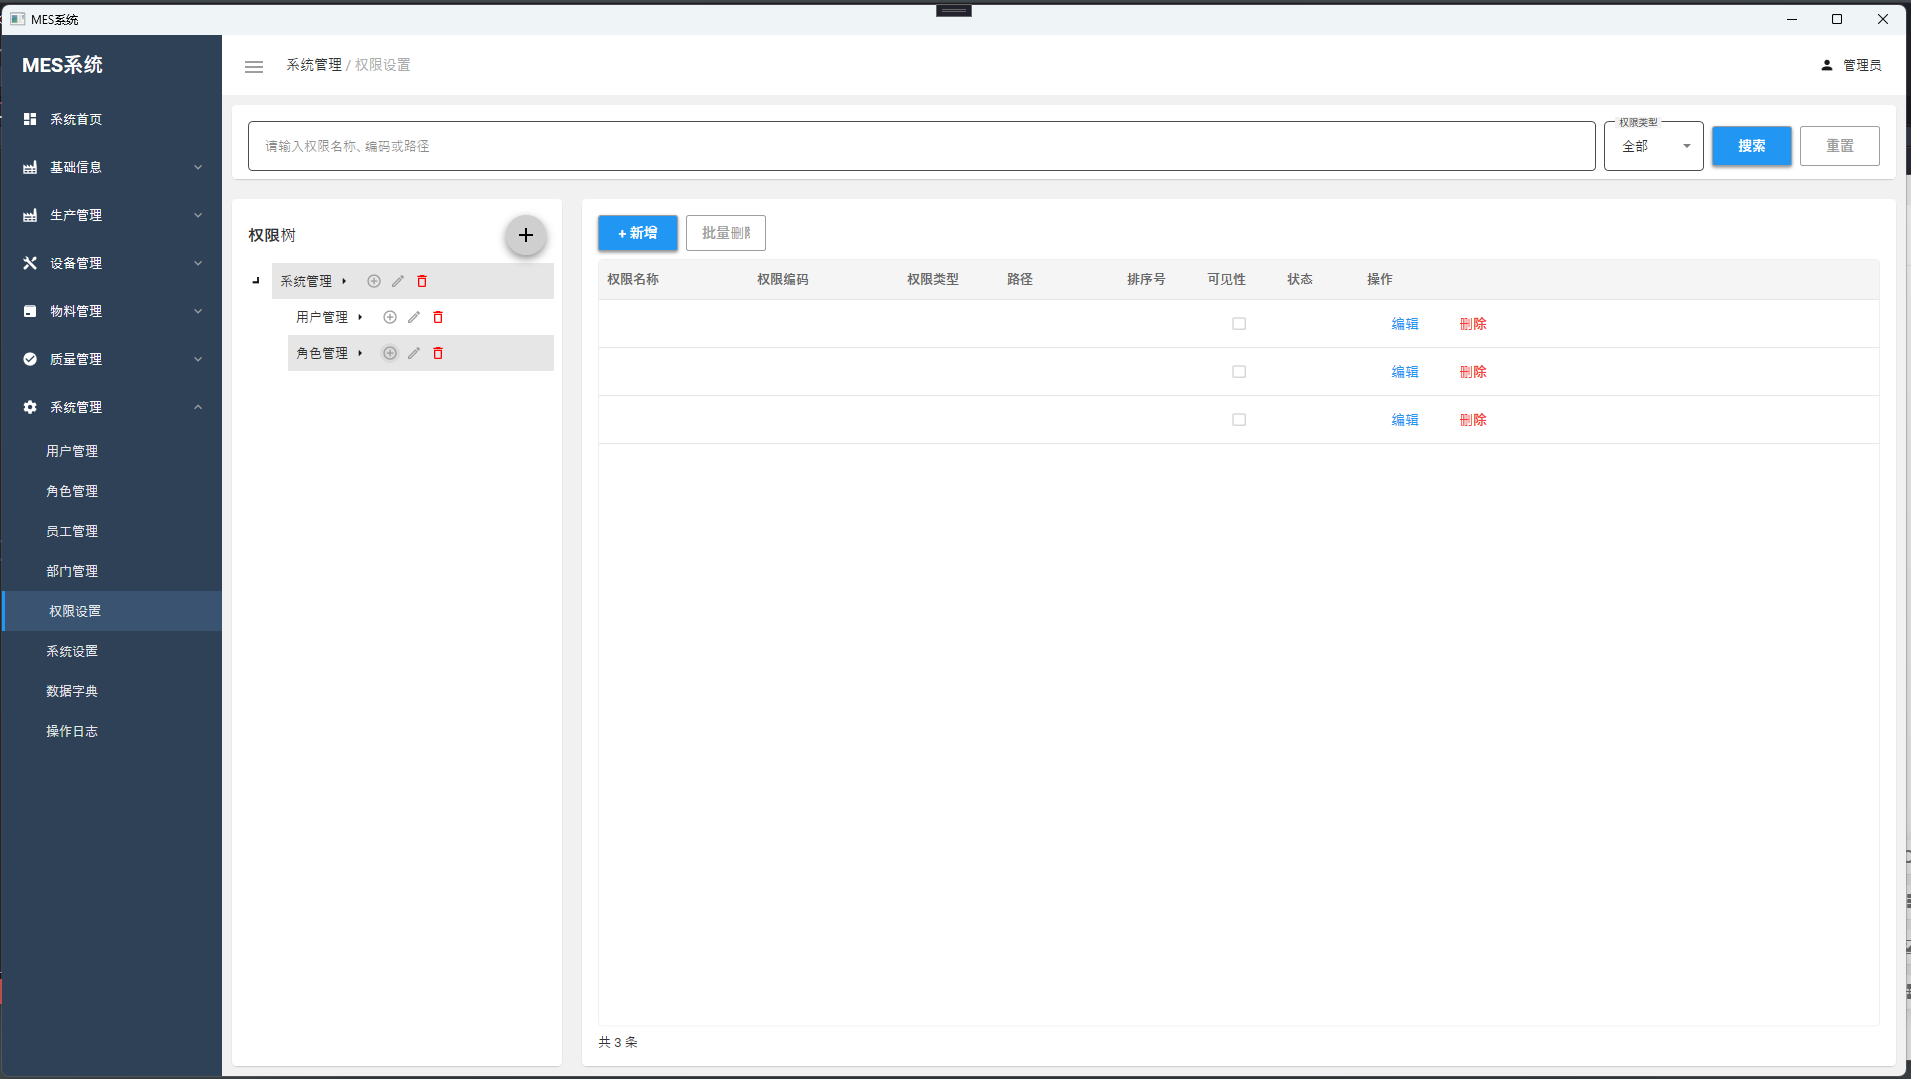 MES系统
MES系统
系统管理 / 权限设置
管理员
系统首页
基础信息
生产管理
设备管理
物料管理
质量管理
系统管理
用户管理
角色管理
员工管理
部门管理
权限设置
系统设置
数据字典
操作日志
请输入权限名称、编码或路径
权限类型
全部
搜索
重置
权限树
系统管理
用户管理
角色管理
+ 新增
批量删
权限名称 权限编码 权限类型 路径 排序号 可见性 状态 操作
编辑 删除
编辑 删除
编辑 删除
共 3 条